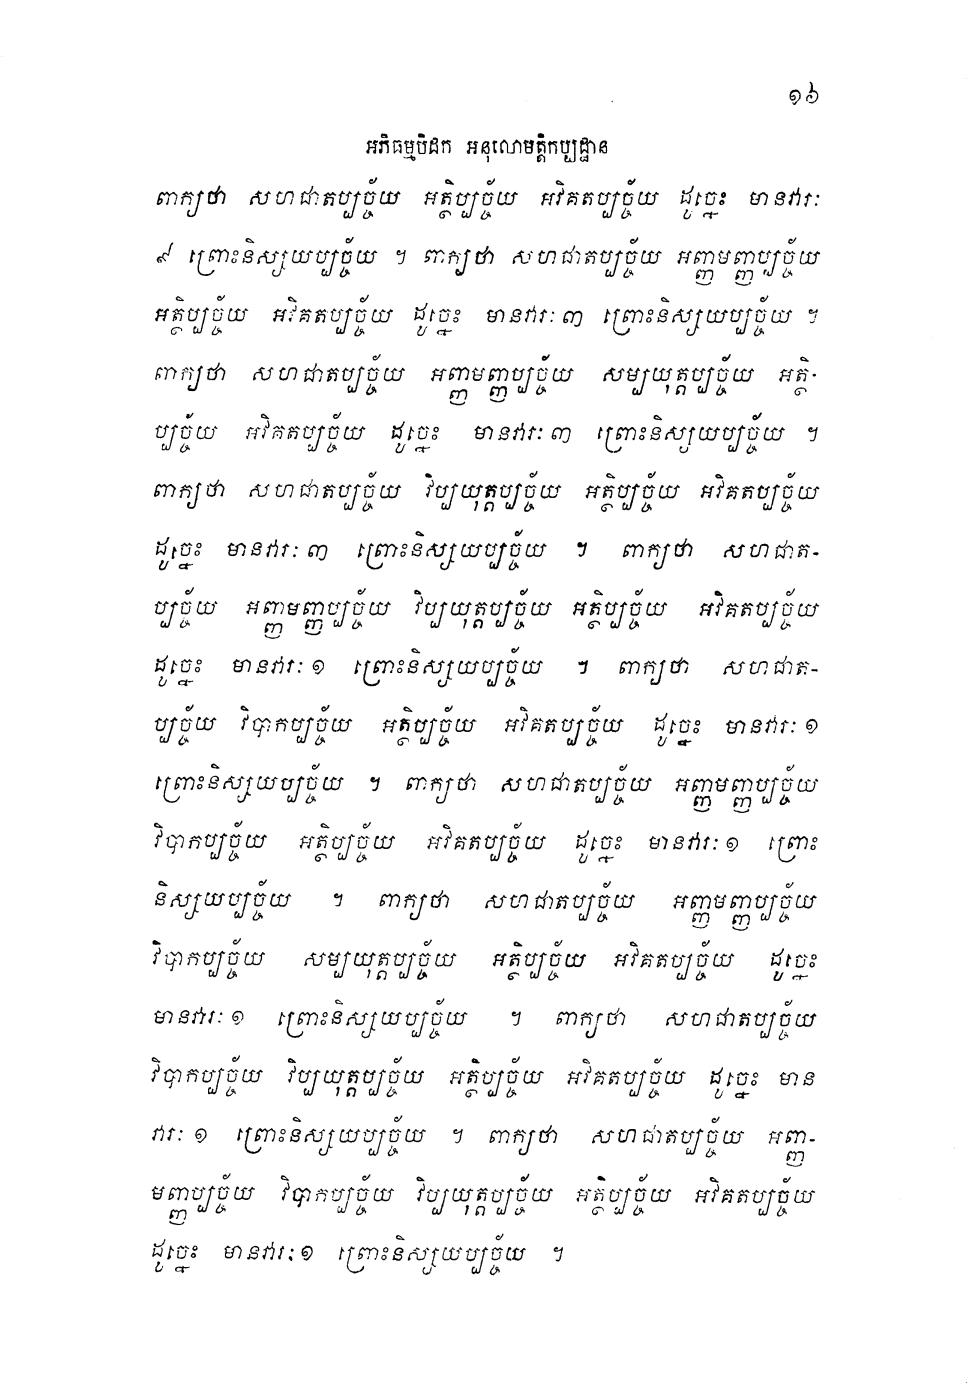 ១៦
អភិធម្មបិដក អនុលោមត្តិកប្បដ្ឋាន
ពាក្យថា សហជាតប្បច្ច័យ អត្ថិប្បច្ច័យ អវិគតប្បច្ច័យ ដូច្នេះ មានវារៈ
៩ ព្រោះនិស្សយប្បច្ច័យ ។ ពាក្យថា សហជាតប្បច្ច័យ អញ្ញមញ្ញប្បច្ច័យ
អត្ថិប្បច្ច័យ អវិគតប្បច្ច័យ ដូច្នេះ មានវារៈ ៣ ព្រោះនិស្សយប្បច្ច័យ ។
ពាក្យថា សហជាតប្បច្ច័យ អញ្ញមញ្ញប្បច្ច័យ សម្បយុត្តប្បច្ច័យ អត្ថិ-
ប្បច្ច័យ អវិគតប្បច្ច័យ ដូច្នេះ មានវារៈ ៣ ព្រោះនិស្សយប្បច្ច័យ ។
ពាក្យថា សហជាតប្បច្ច័យ វិប្បយុត្តប្បច្ច័យ អត្ថិប្បច្ច័យ អវិគតប្បច្ច័យ
ដូច្នេះ មានវារៈ ៣ ព្រោះនិស្សយប្បច្ច័យ ។ ពាក្យថា សហជាត-
ប្បច្ច័យ អញ្ញមញ្ញប្បច្ច័យ វិប្បយុត្តប្បច្ច័យ អត្ថិប្បច្ច័យ អវិគតប្បច្ច័យ
ដូច្នេះ មានវារៈ ១ ព្រោះនិស្សយប្បច្ច័យ ។ ពាក្យថា សហជាត-
ប្បច្ច័យ វិបាកប្បច្ច័យ អត្ថិប្បច្ច័យ អវិគតប្បច្ច័យ ដូច្នេះ មានវារៈ ១
ព្រោះនិស្សយប្បច្ច័យ ។ ពាក្យថា សហជាតប្បច្ច័យ អញ្ញមញ្ញប្បច្ច័យ
វិបាកប្បច្ច័យ អត្ថិប្បច្ច័យ អវិគតប្បច្ច័យ ដូច្នេះ មានវារៈ ១ ព្រោះ
និស្សយប្បច្ច័យ ។ ពាក្យថា សហជាតប្បច្ច័យ អញ្ញមញ្ញប្បច្ច័យ
វិបាកប្បច្ច័យ សម្បយុត្តប្បច្ច័យ អត្ថិប្បច្ច័យ អវិគតប្បច្ច័យ ដូច្នេះ
មានវារៈ ១ ព្រោះនិស្សយប្បច្ច័យ ។ ពាក្យថា សហជាតប្បច្ច័យ
វិបាកប្បច្ច័យ វិប្បយុត្តប្បច្ច័យ អត្ថិប្បច្ច័យ អវិគតប្បច្ច័យ ដូច្នេះ មាន
វារៈ ១ ព្រោះនិស្សយប្បច្ច័យ ។ ពាក្យថា សហជាតប្បច្ច័យ អញ្ញ-
មញ្ញប្បច្ច័យ វិបាកប្បច្ច័យ វិប្បយុត្តប្បច្ច័យ អត្ថិប្បច្ច័យ អវិគតប្បច្ច័យ
ដូច្នេះ មានវារៈ ១ ព្រោះនិស្សយប្បច្ច័យ ។